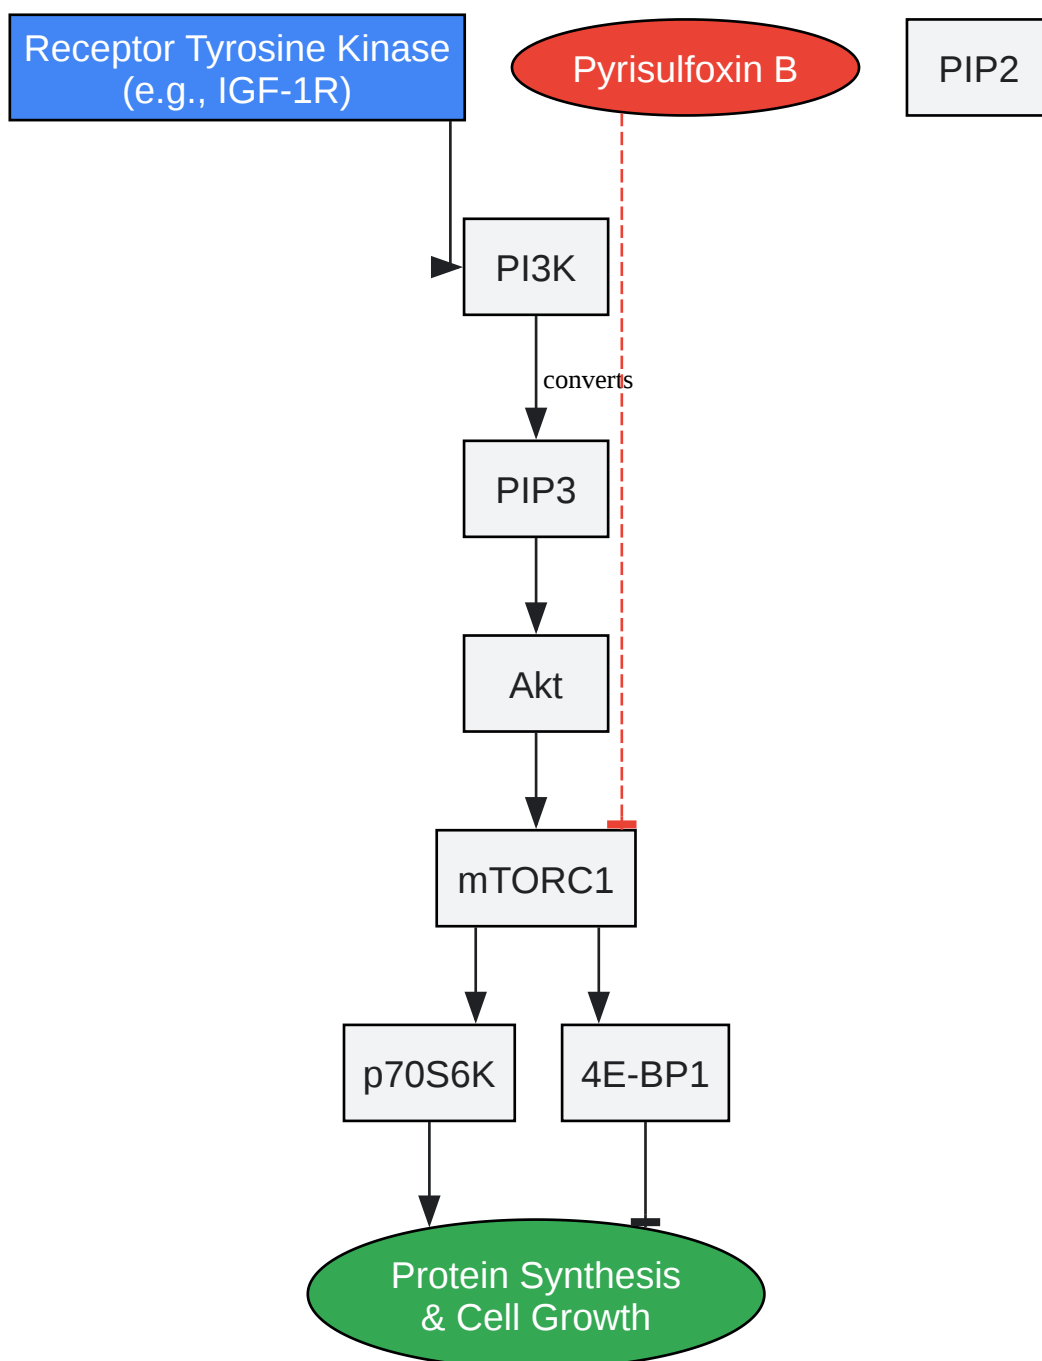 Receptor Tyrosine Kinase
(e.g., IGF-1R)
Pyrisulfoxin B
PIP2
PI3K
converts
PIP3
Akt
mTORC1
p70S6K
4E-BP1
Protein Synthesis
& Cell Growth